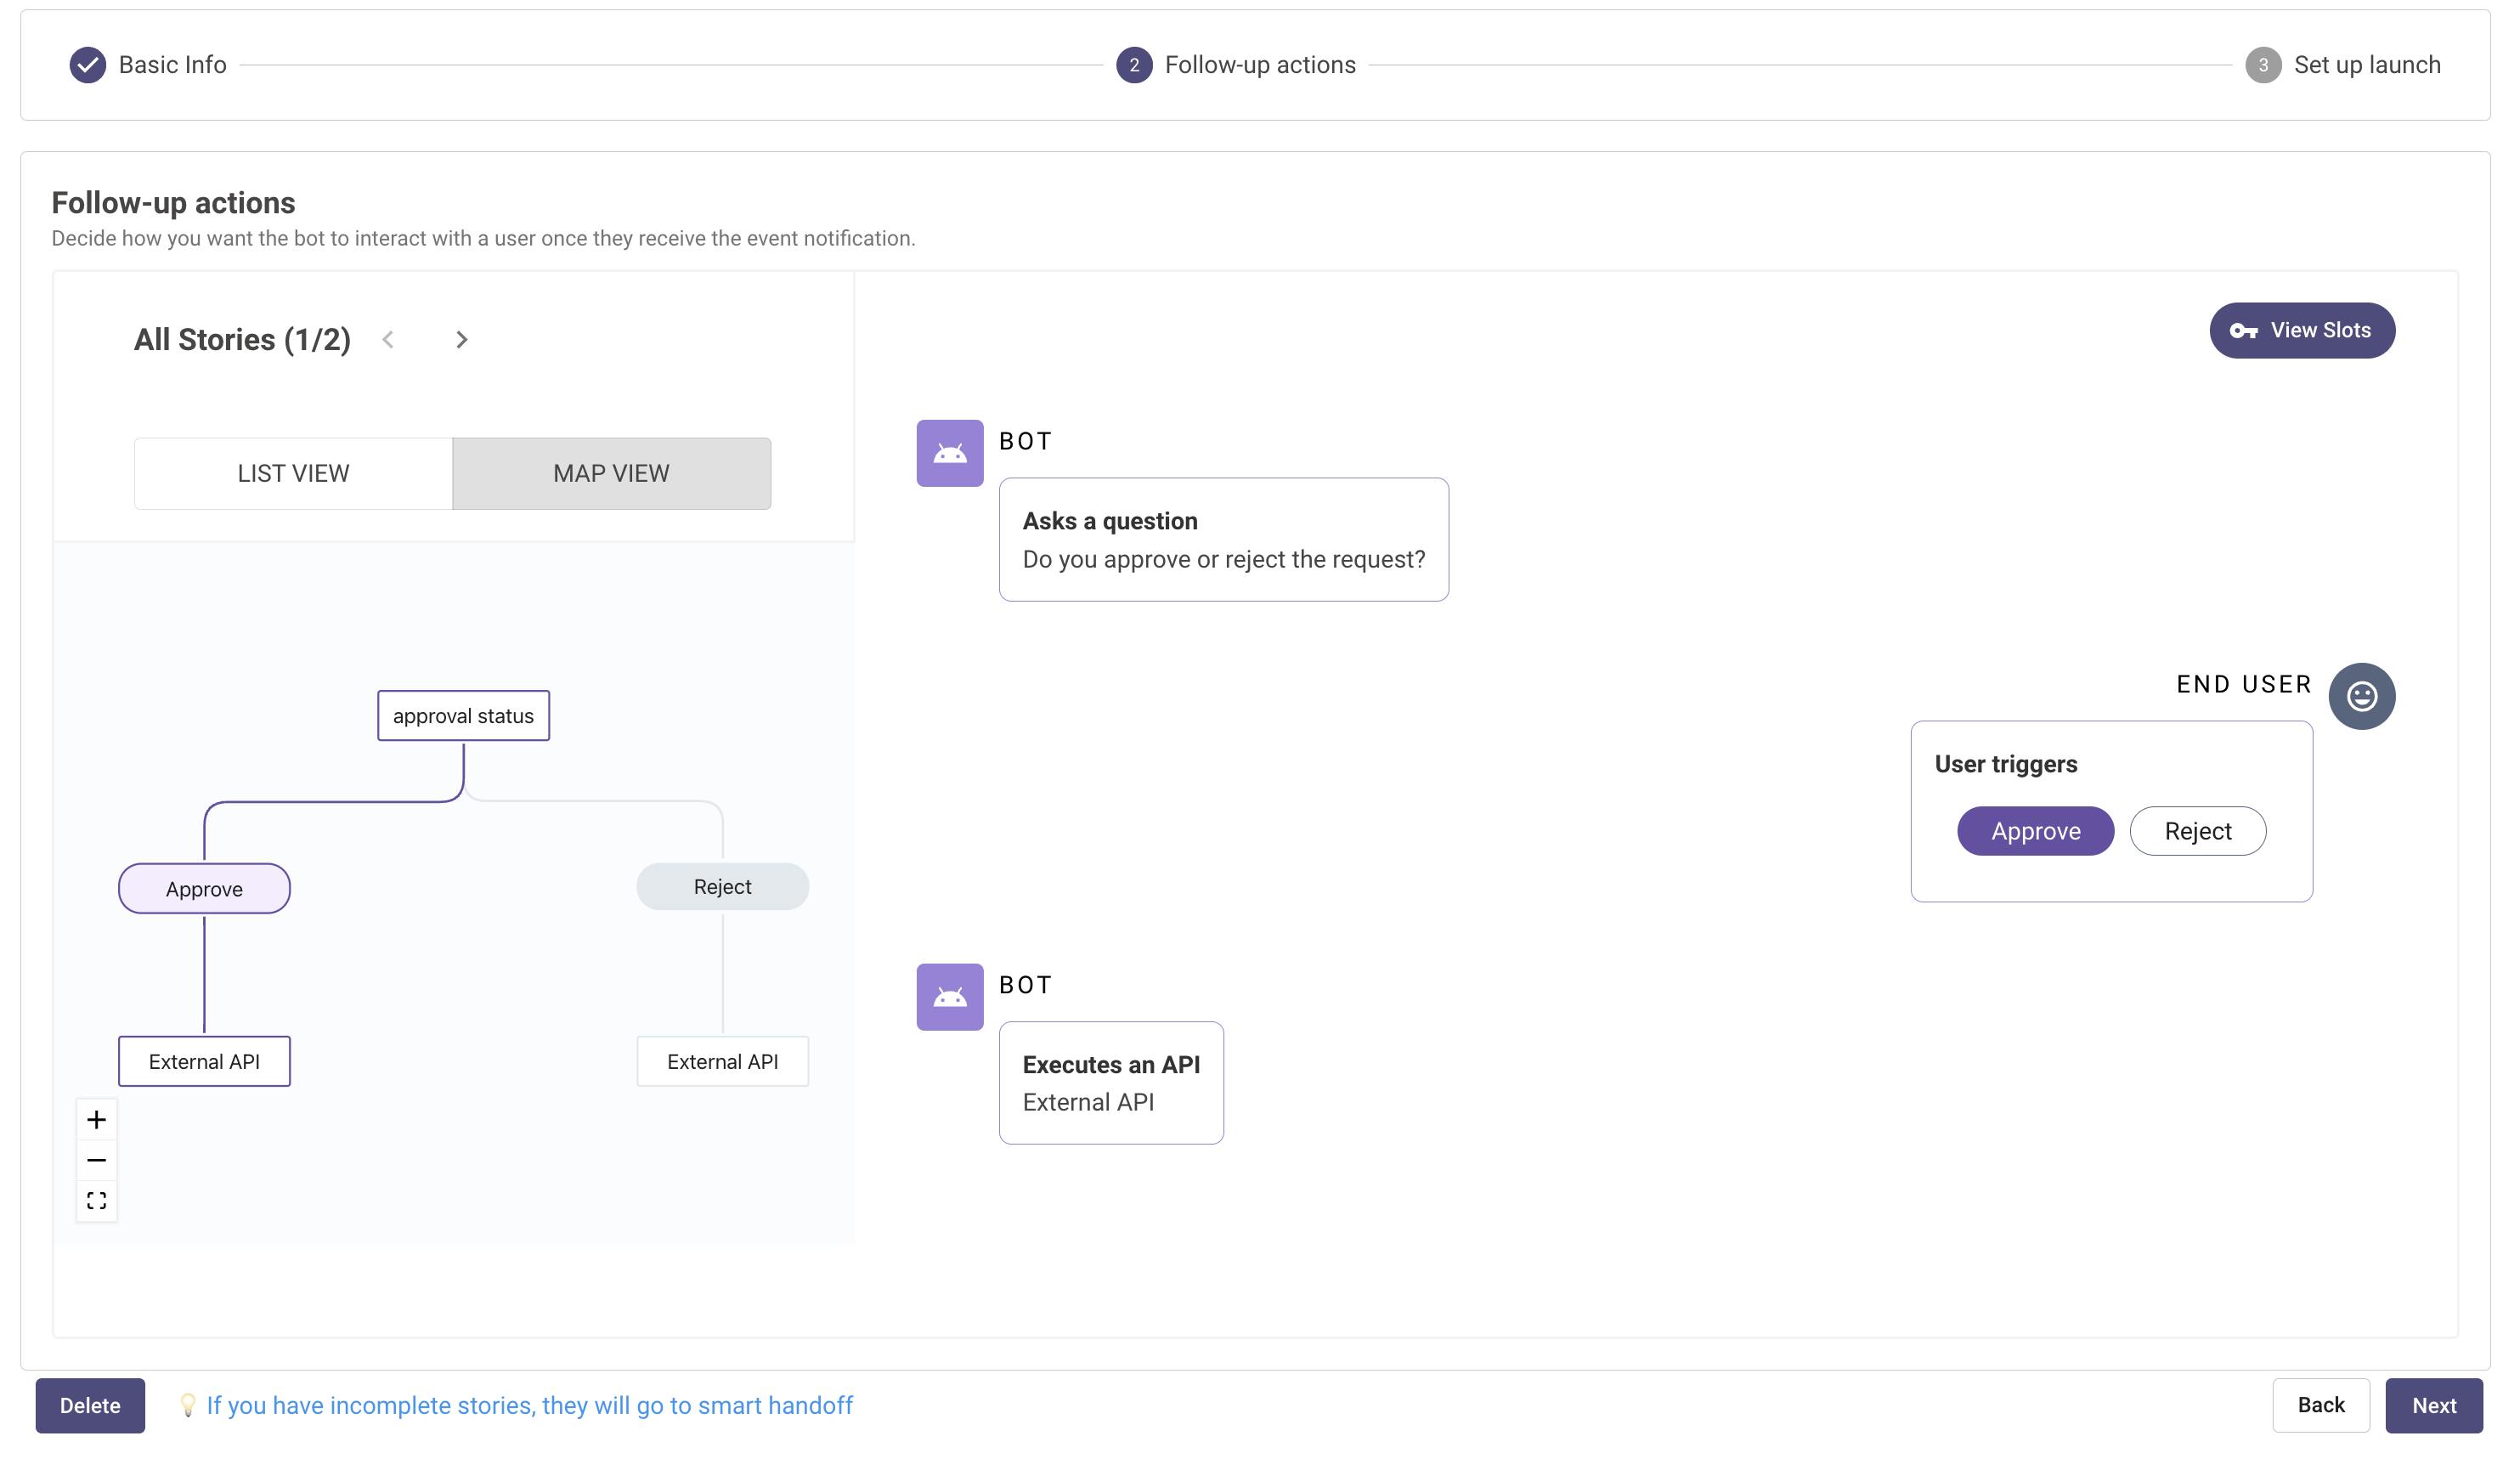 Basic Info
2 Follow-up actions
3 Set up launch
Follow-up actions
Decide how you want the bot to interact with a user once they receive the event notification.
All Stories (1/2)
View Slots
LIST VIEW
MAP VIEW
approval status
Approve
Reject
External API
External API
BOT
Asks a question
Do you approve or reject the request?
END USER
User triggers
Approve
Reject
BOT
Executes an API
External API
Delete
If you have incomplete stories, they will go to smart handoff
Back
Next